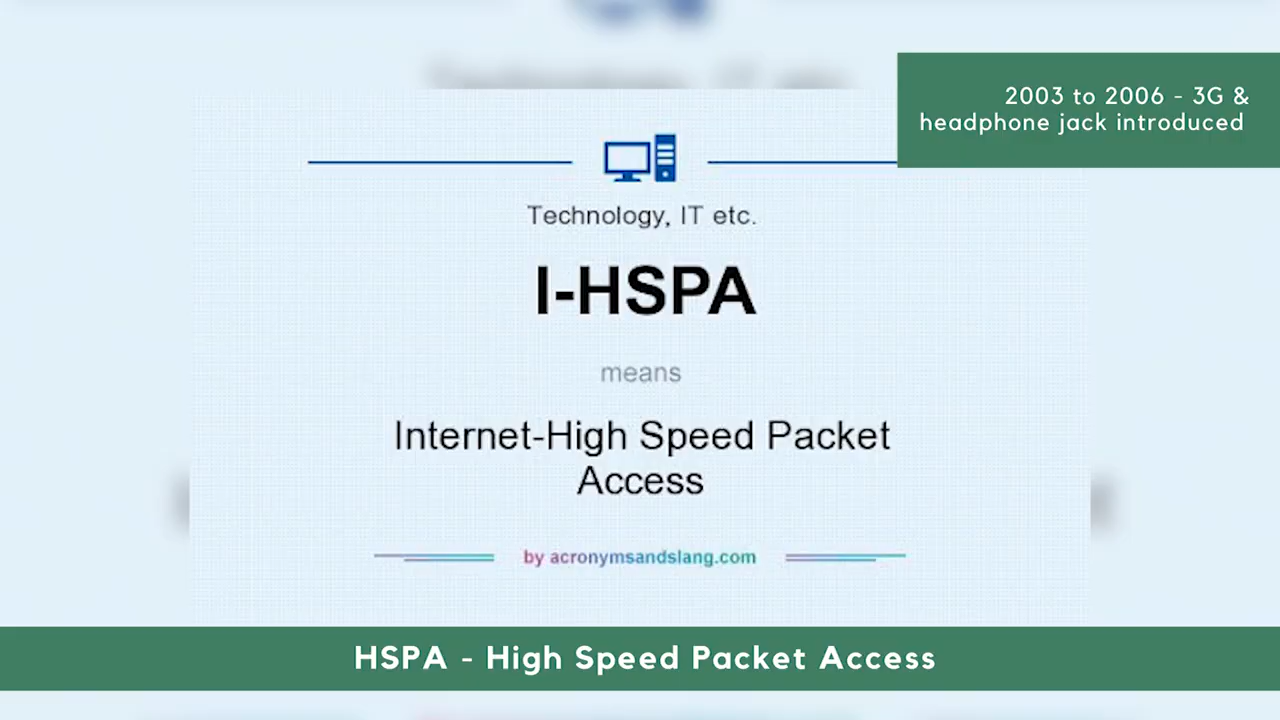 2003 to 2006 - 3G &
headphone jack introduced
Technology, IT etc.
I-HSPA
means
Internet-High Speed Packet
Access
by acronymsandslang.com
HSPA - High Speed Packet Access